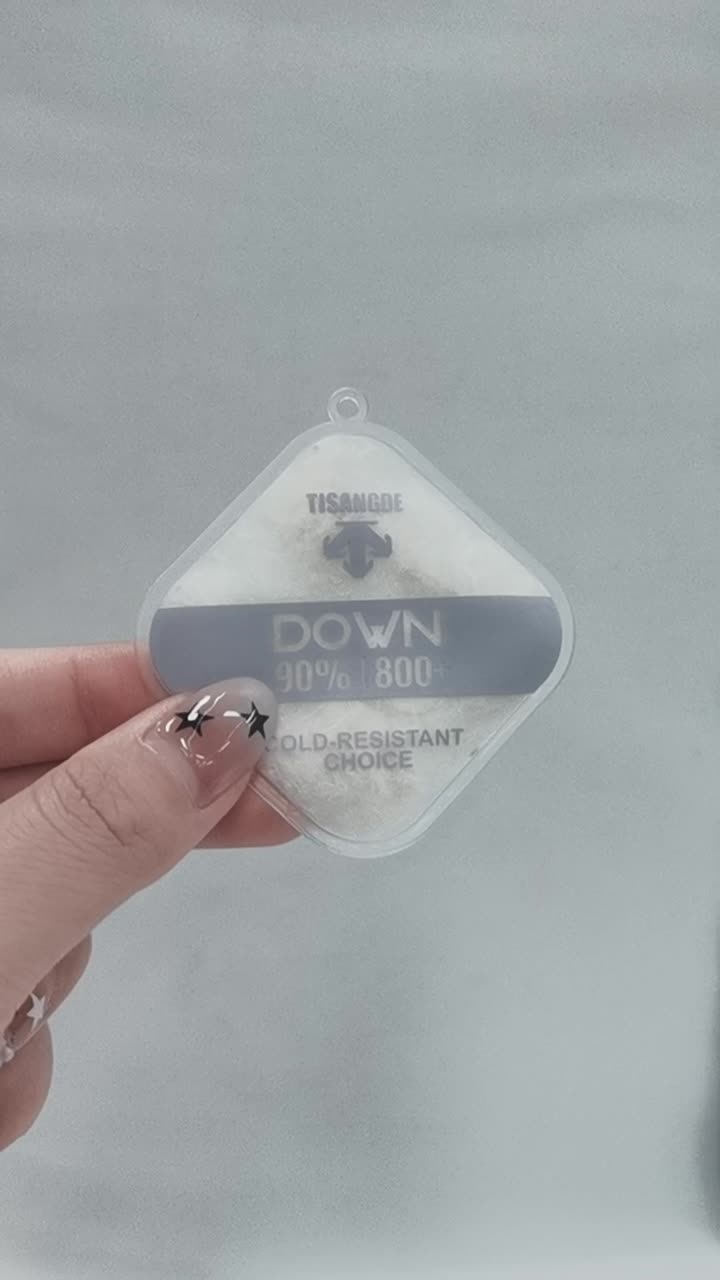 TISANGDE
DOWN
90% | 800+
COLD-RESISTANT
CHOICE